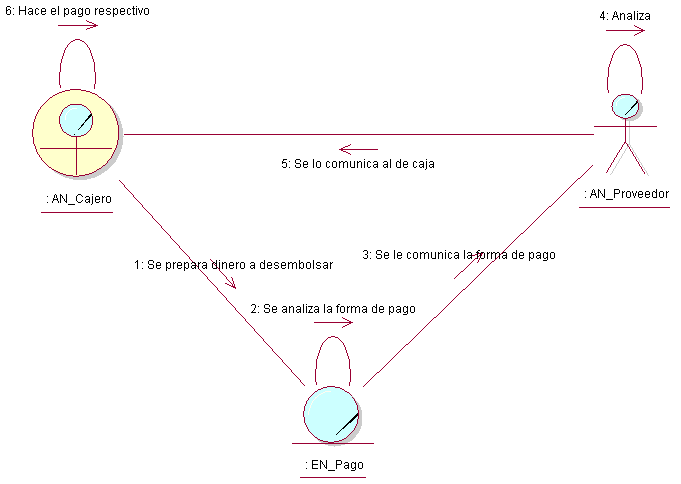 6: Hace el pago respectivo
4: Analiza
5: Se lo comunica al de caja
: AN_Cajero
: AN_Proveedor
1: Se prepara dinero a desembolsar
3: Se le comunica la forma de pago
2: Se analiza la forma de pago
: EN_Pago